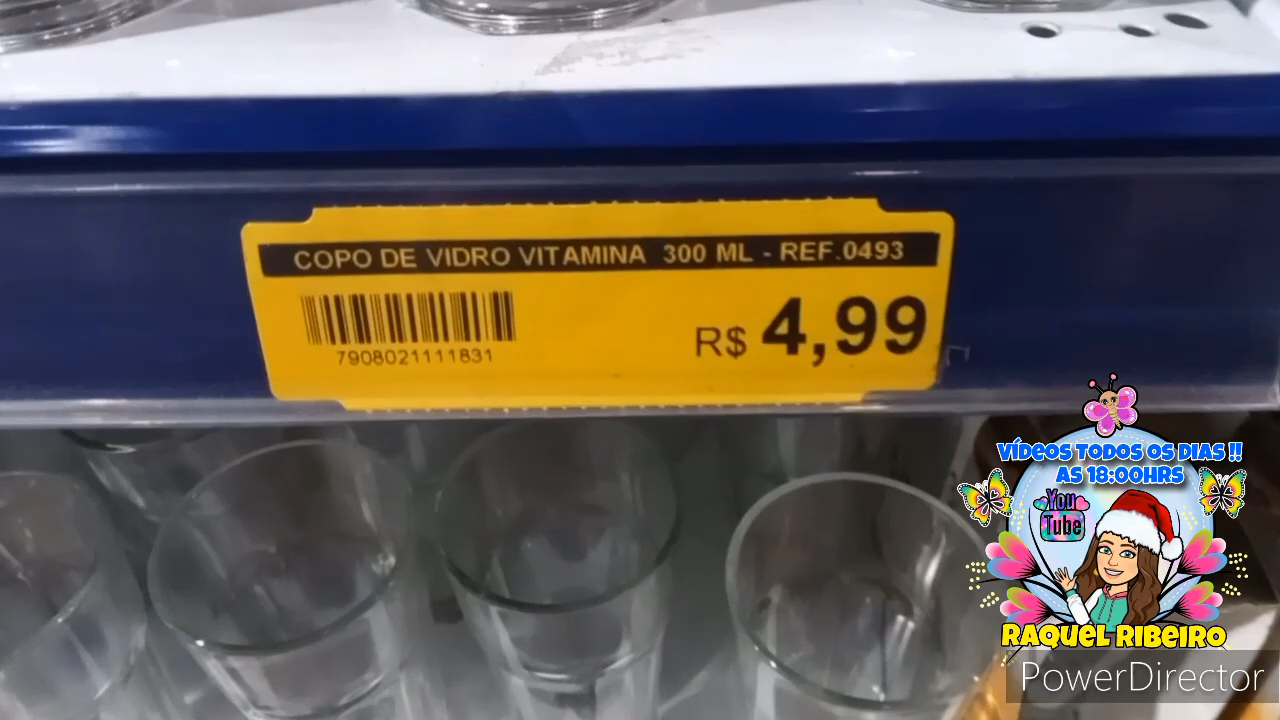 COPO DE VIDRO VITAMINA 300 ML - REF.0493
7908021111831
R$ 4,99
VÍDEOS TODOS OS DIAS !!
AS 18:00HRS
You
Tube
RAQUEL RIBEIRO
PowerDirector